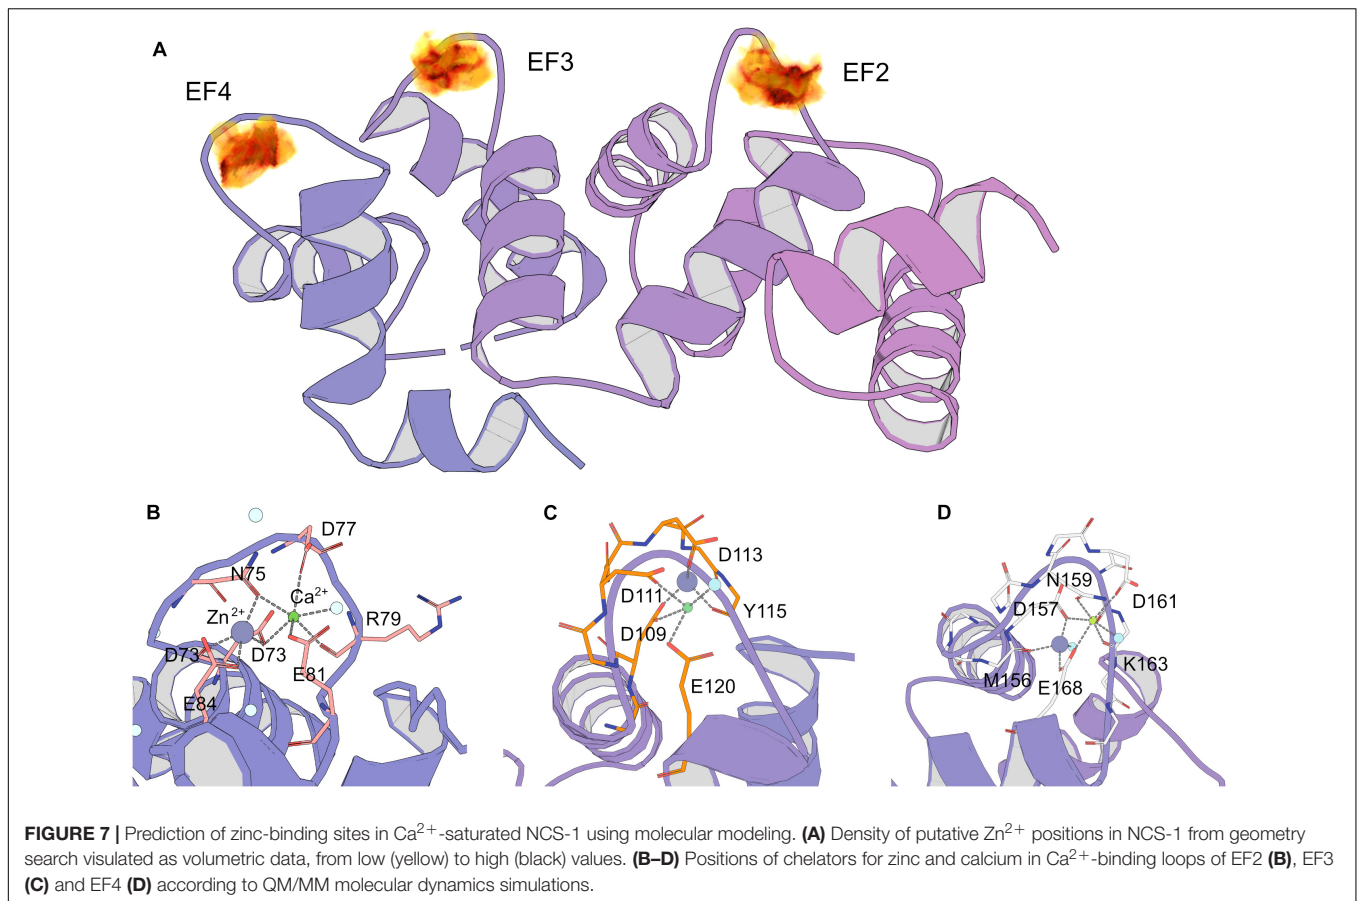 A
EF4
EF3
EF2
B
D77
N75
Ca2+
Zn2+
R79
D73
D73
E81
E84
C
D113
D111
Y115
D109
E120
D
N159
D161
D157
K163
M156
E168
FIGURE 7 | Prediction of zinc-binding sites in Ca2+-saturated NCS-1 using molecular modeling. (A) Density of putative Zn2+ positions in NCS-1 from geometry
search visulated as volumetric data, from low (yellow) to high (black) values. (B–D) Positions of chelators for zinc and calcium in Ca2+-binding loops of EF2 (B), EF3
(C) and EF4 (D) according to QM/MM molecular dynamics simulations.